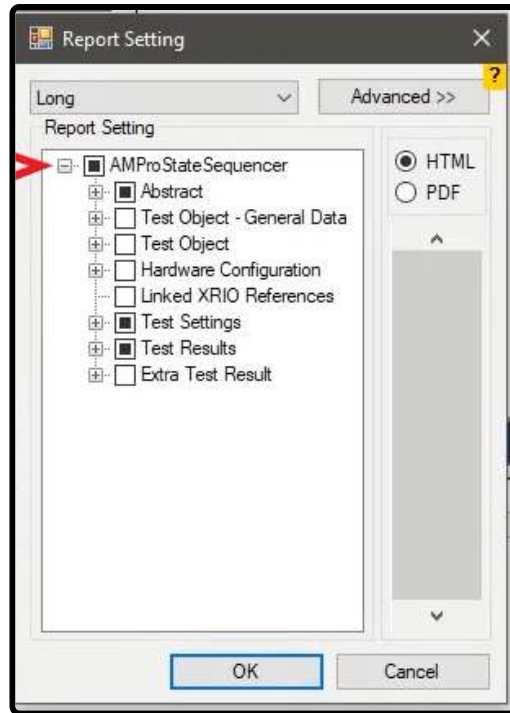 Report Setting
?
Long
Advanced >>
Report Setting
AMProStateSequencer
HTML
Abstract
PDF
Test Object - General Data
Test Object
Hardware Configuration
Linked XRIO References
Test Settings
Test Results
Extra Test Result
OK
Cancel